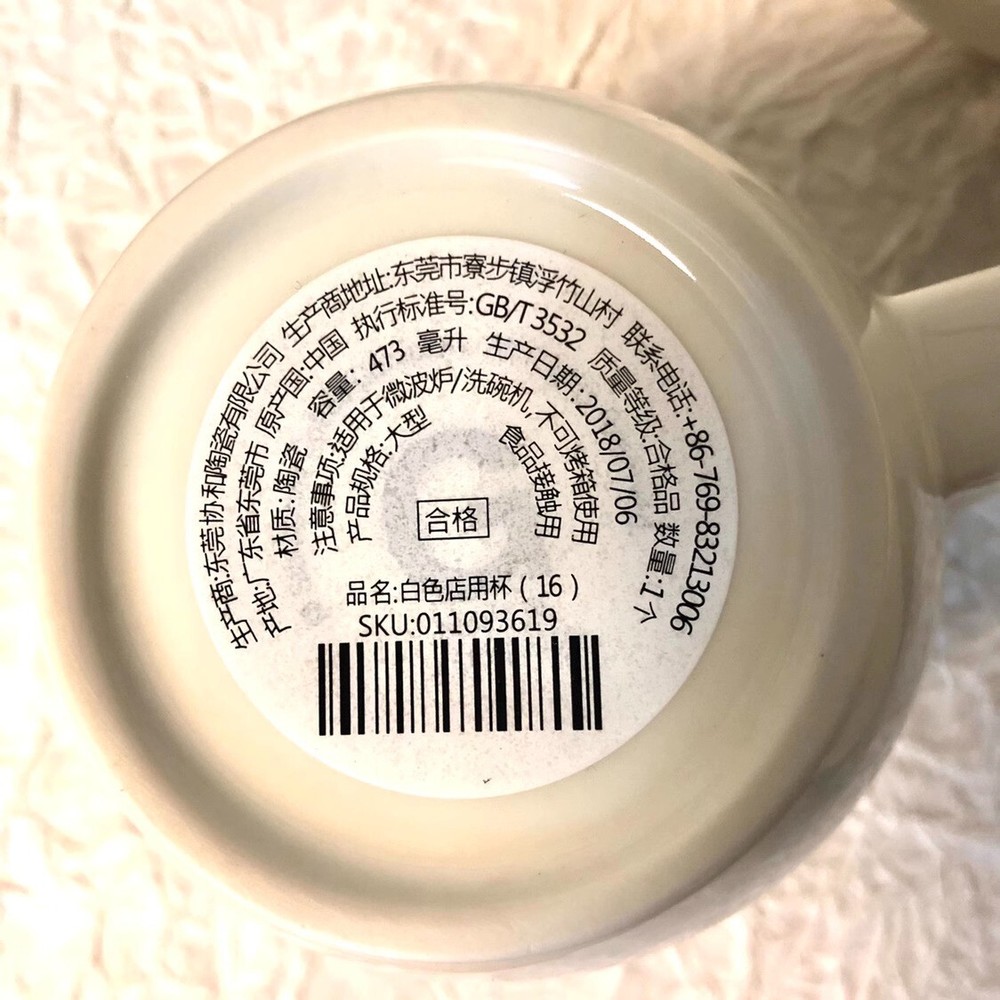 生产商:东莞协和陶瓷有限公司 生产商地址:东莞市寮步镇浮竹山村 联系电话:+86-769-83213006
产地:广东省东莞市 原产国:中国 执行标准号:GB/T3532 质量等级:合格品 数量:1个
材质:陶瓷 容量: 473 毫升 生产日期:2018/07/06
注意事项:适用于微波炉/洗碗机,不可烤箱使用
产品规格:大型 食品接触用
合格
品名:白色店用杯(16)
SKU:011093619